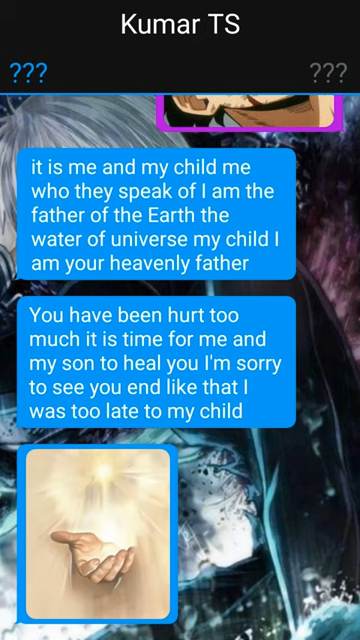 Kumar TS
???
???
it is me and my child me
who they speak of I am the
father of the Earth the
water of universe my child I
am your heavenly father
You have been hurt too
much it is time for me and
my son to heal you I'm sorry
to see you end like that I
was too late to my child